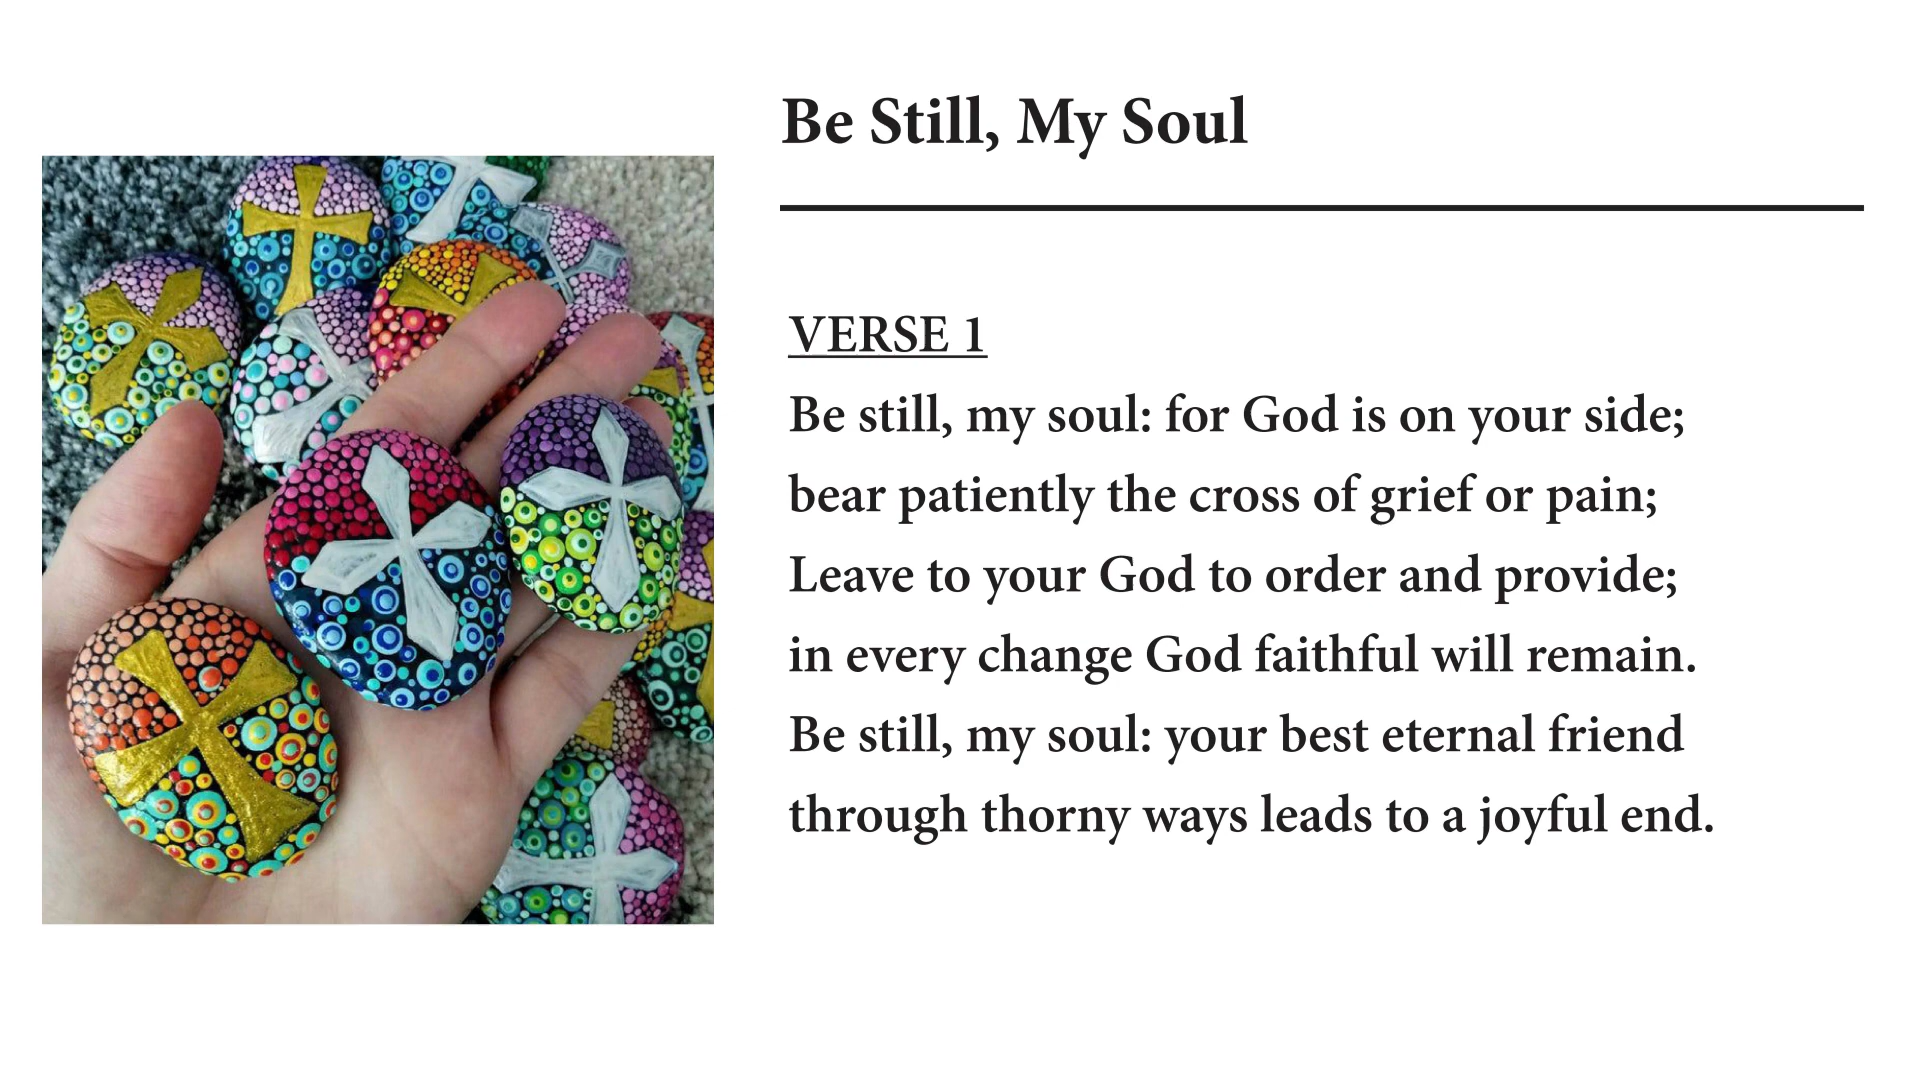 Be Still, My Soul
VERSE 1
Be still, my soul: for God is on your side;
bear patiently the cross of grief or pain;
Leave to your God to order and provide;
in every change God faithful will remain.
Be still, my soul: your best eternal friend
through thorny ways leads to a joyful end.